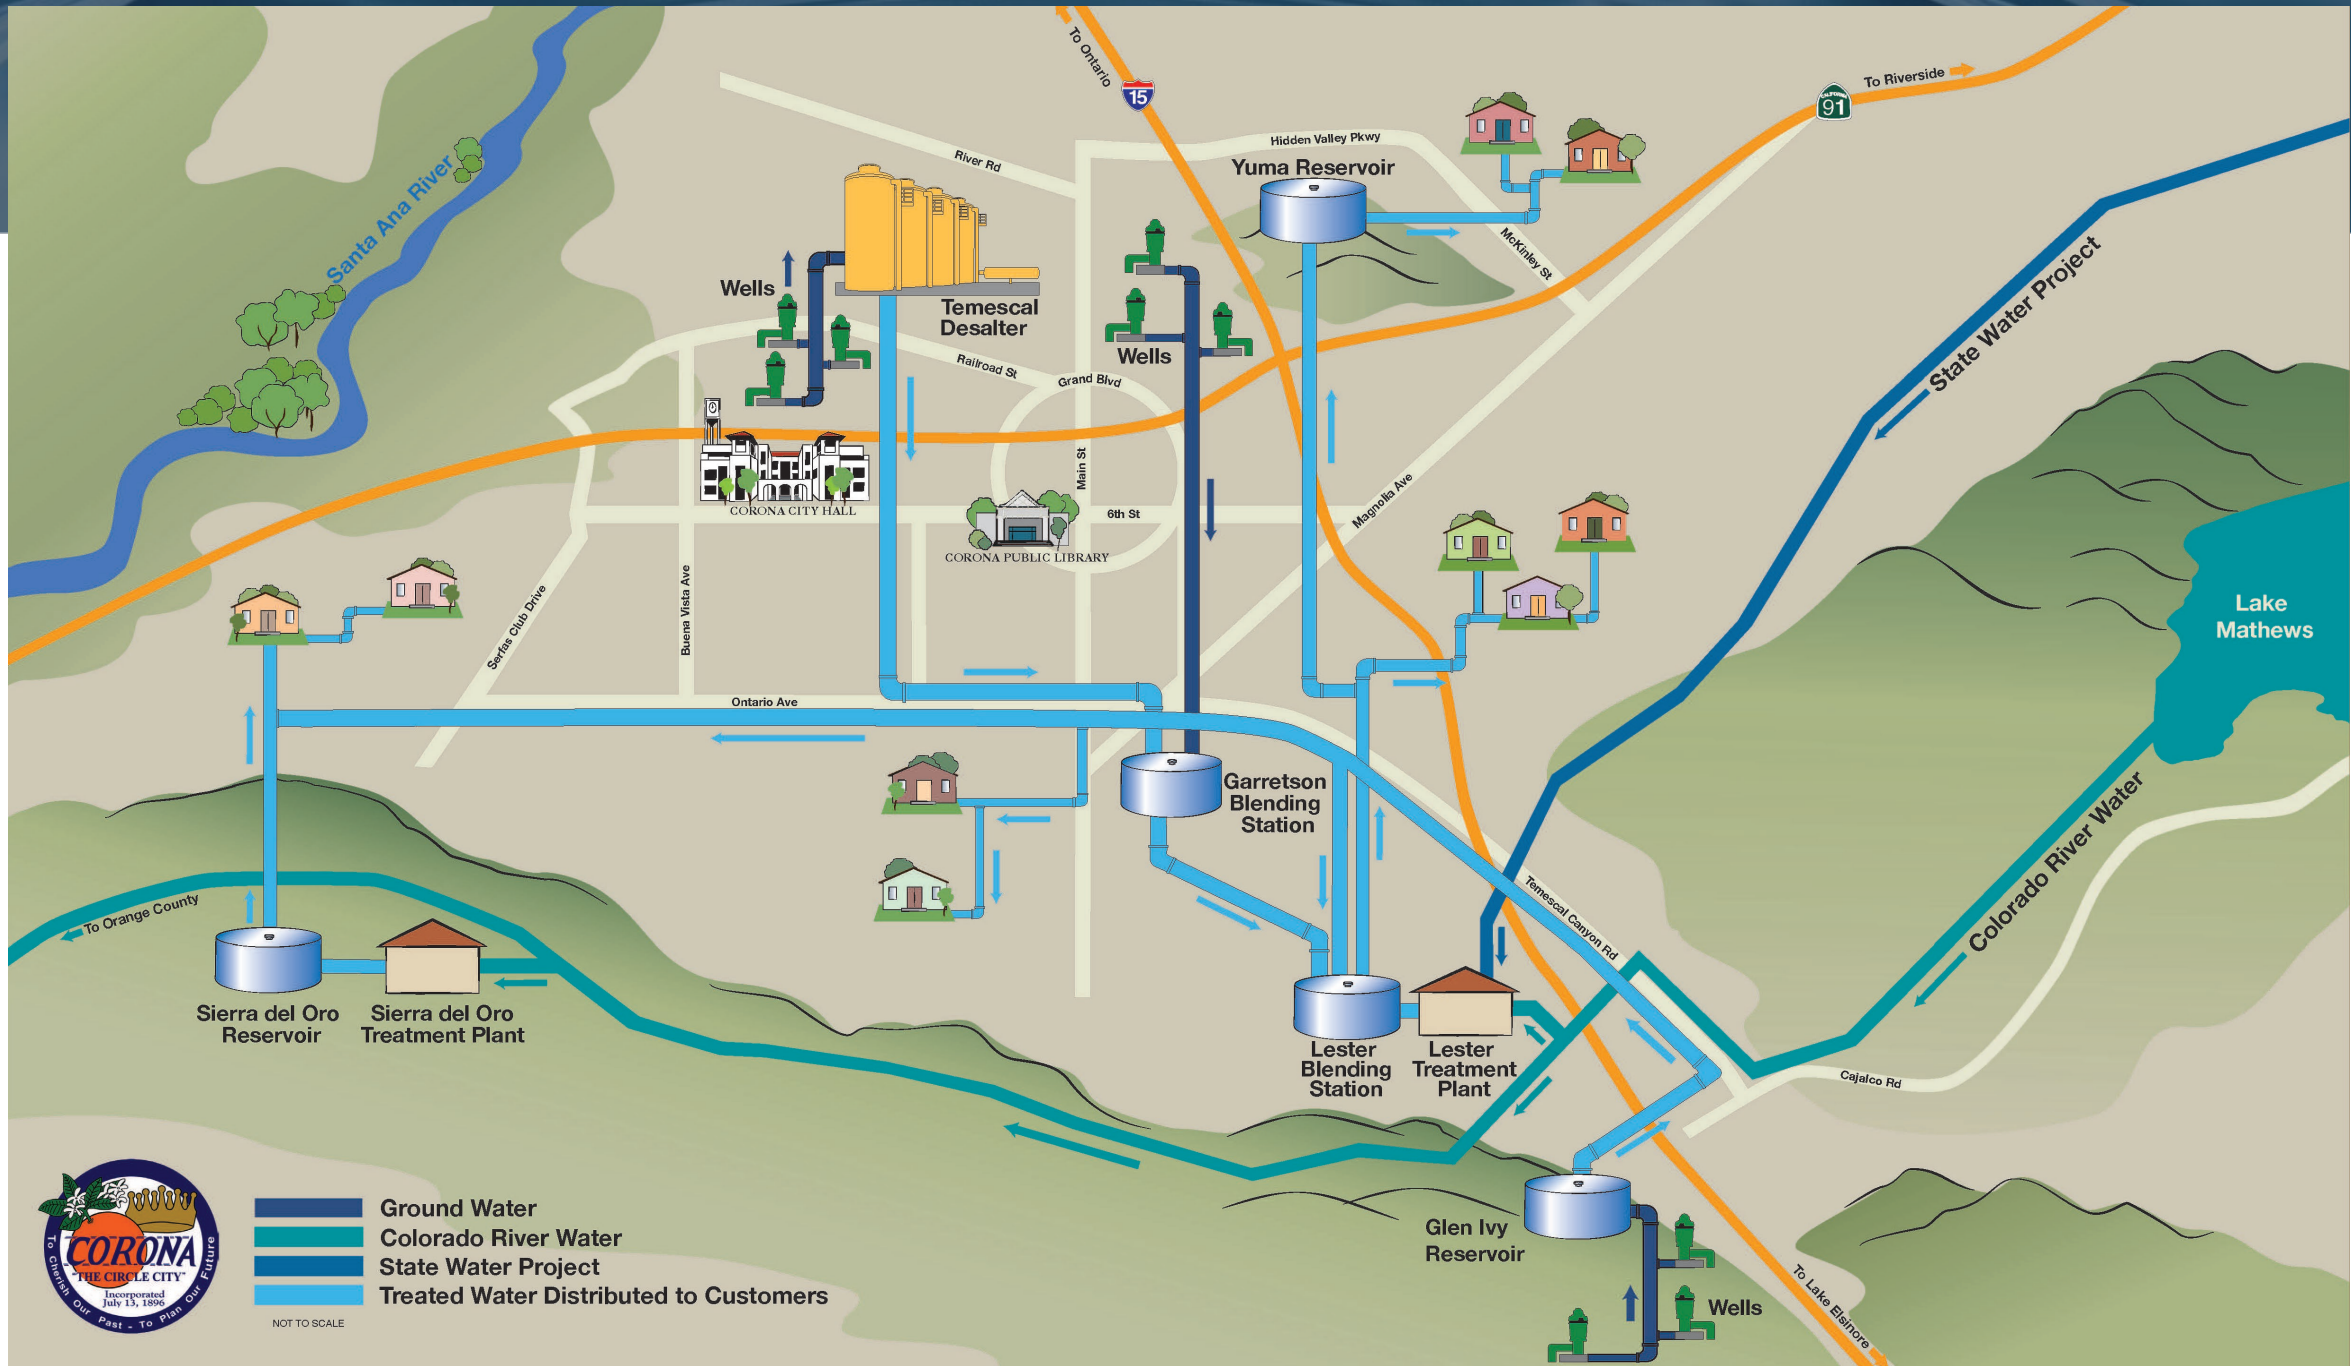 To Ontario
15
CALIFORNIA
91
To Riverside
Hidden Valley Pkwy
River Rd
Yuma Reservoir
Santa Ana River
McKinley St
State Water Project
Wells
Temescal
Desalter
Wells
Railroad St
Grand Blvd
Main St
CORONA CITY HALL
6th St
Magnolia Ave
CORONA PUBLIC LIBRARY
Lake
Mathews
Serfas Club Drive
Buena Vista Ave
Ontario Ave
Garretson
Blending
Station
Colorado River Water
Temescal Canyon Rd
To Orange County
Sierra del Oro
Reservoir
Sierra del Oro
Treatment Plant
Lester
Blending
Station
Lester
Treatment
Plant
Cajalco Rd
Glen Ivy
Reservoir
Wells
To Lake Elsinore
CORONA
"THE CIRCLE CITY"
Incorporated
July 13, 1896
To Cherish Our Past - To Plan Our Future
Ground Water
Colorado River Water
State Water Project
Treated Water Distributed to Customers
NOT TO SCALE